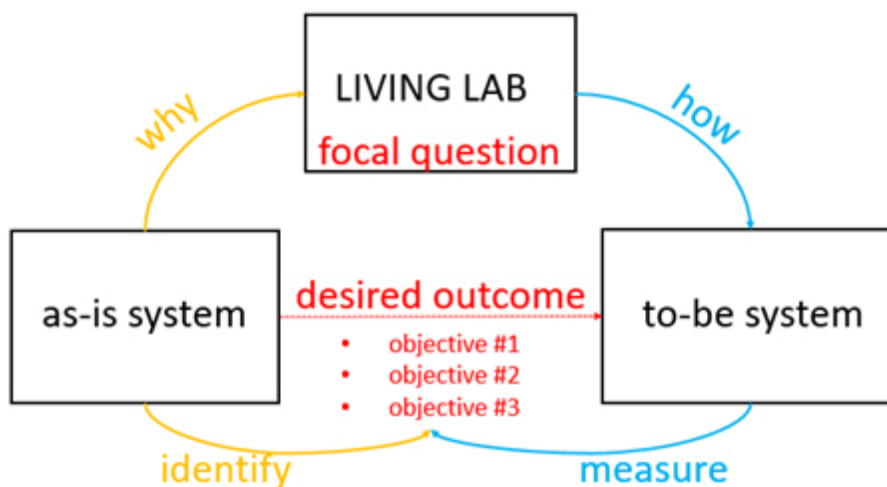 LIVING LAB
focal question
why
how
as-is system
desired outcome
• objective #1
• objective #2
• objective #3
to-be system
identify
measure